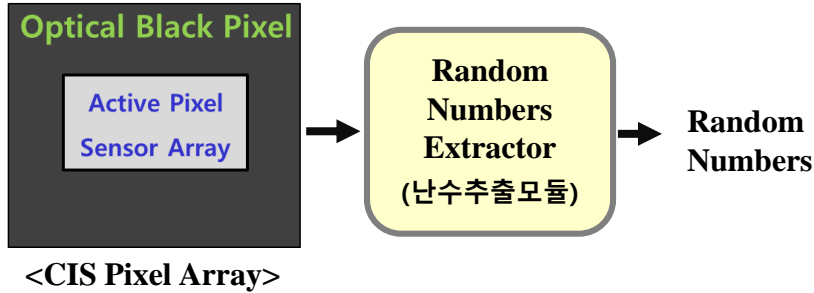 Optical Black Pixel
Active Pixel
Sensor Array
<CIS Pixel Array>
Random
Numbers
Extractor
(난수추출모듈)
Random
Numbers